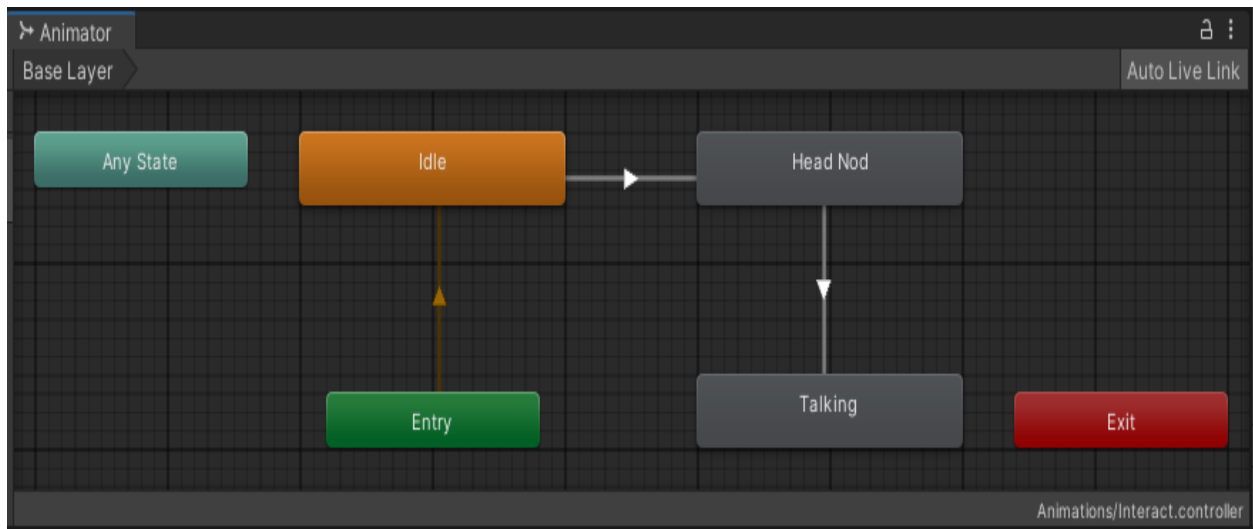 Animator
Base Layer
Auto Live Link
Any State
Idle
Head Nod
Entry
Talking
Exit
Animations/Interact.controller